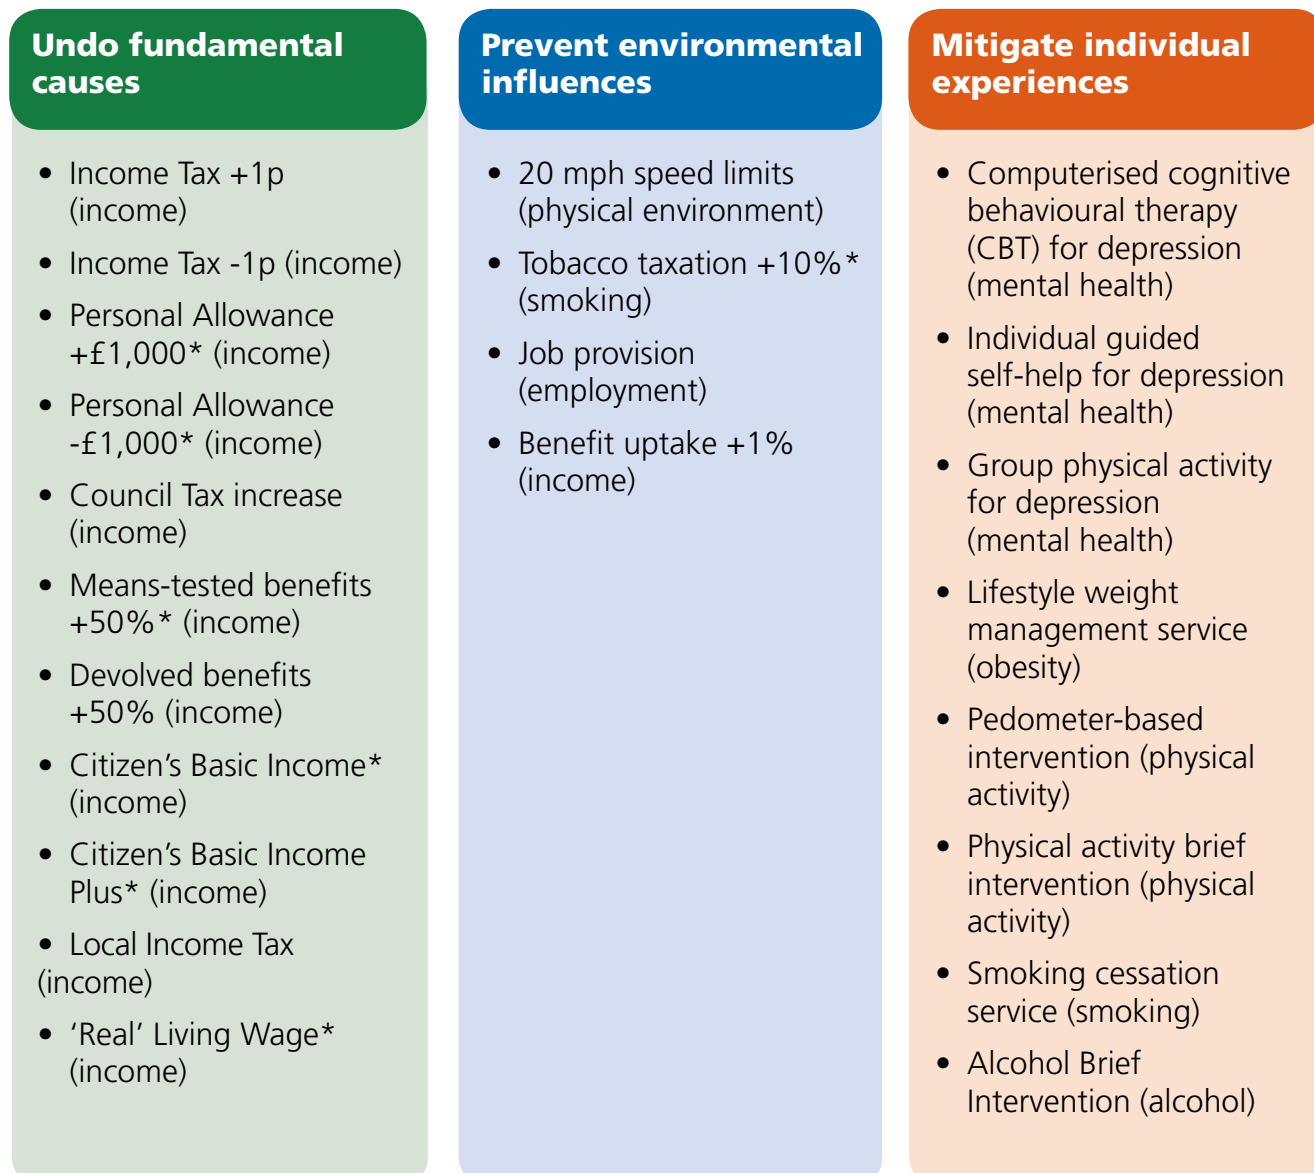 Undo fundamental
causes
• Income Tax +1p
(income)
• Income Tax -1p (income)
• Personal Allowance
+£1,000* (income)
• Personal Allowance
-£1,000* (income)
• Council Tax increase
(income)
• Means-tested benefits
+50%* (income)
• Devolved benefits
+50% (income)
• Citizen’s Basic Income*
(income)
• Citizen’s Basic Income
Plus* (income)
• Local Income Tax
(income)
• ‘Real’ Living Wage*
(income)
Prevent environmental
influences
• 20 mph speed limits
(physical environment)
• Tobacco taxation +10%*
(smoking)
• Job provision
(employment)
• Benefit uptake +1%
(income)
Mitigate individual
experiences
• Computerised cognitive
behavioural therapy
(CBT) for depression
(mental health)
• Individual guided
self-help for depression
(mental health)
• Group physical activity
for depression
(mental health)
• Lifestyle weight
management service
(obesity)
• Pedometer-based
intervention (physical
activity)
• Physical activity brief
intervention (physical
activity)
• Smoking cessation
service (smoking)
• Alcohol Brief
Intervention (alcohol)